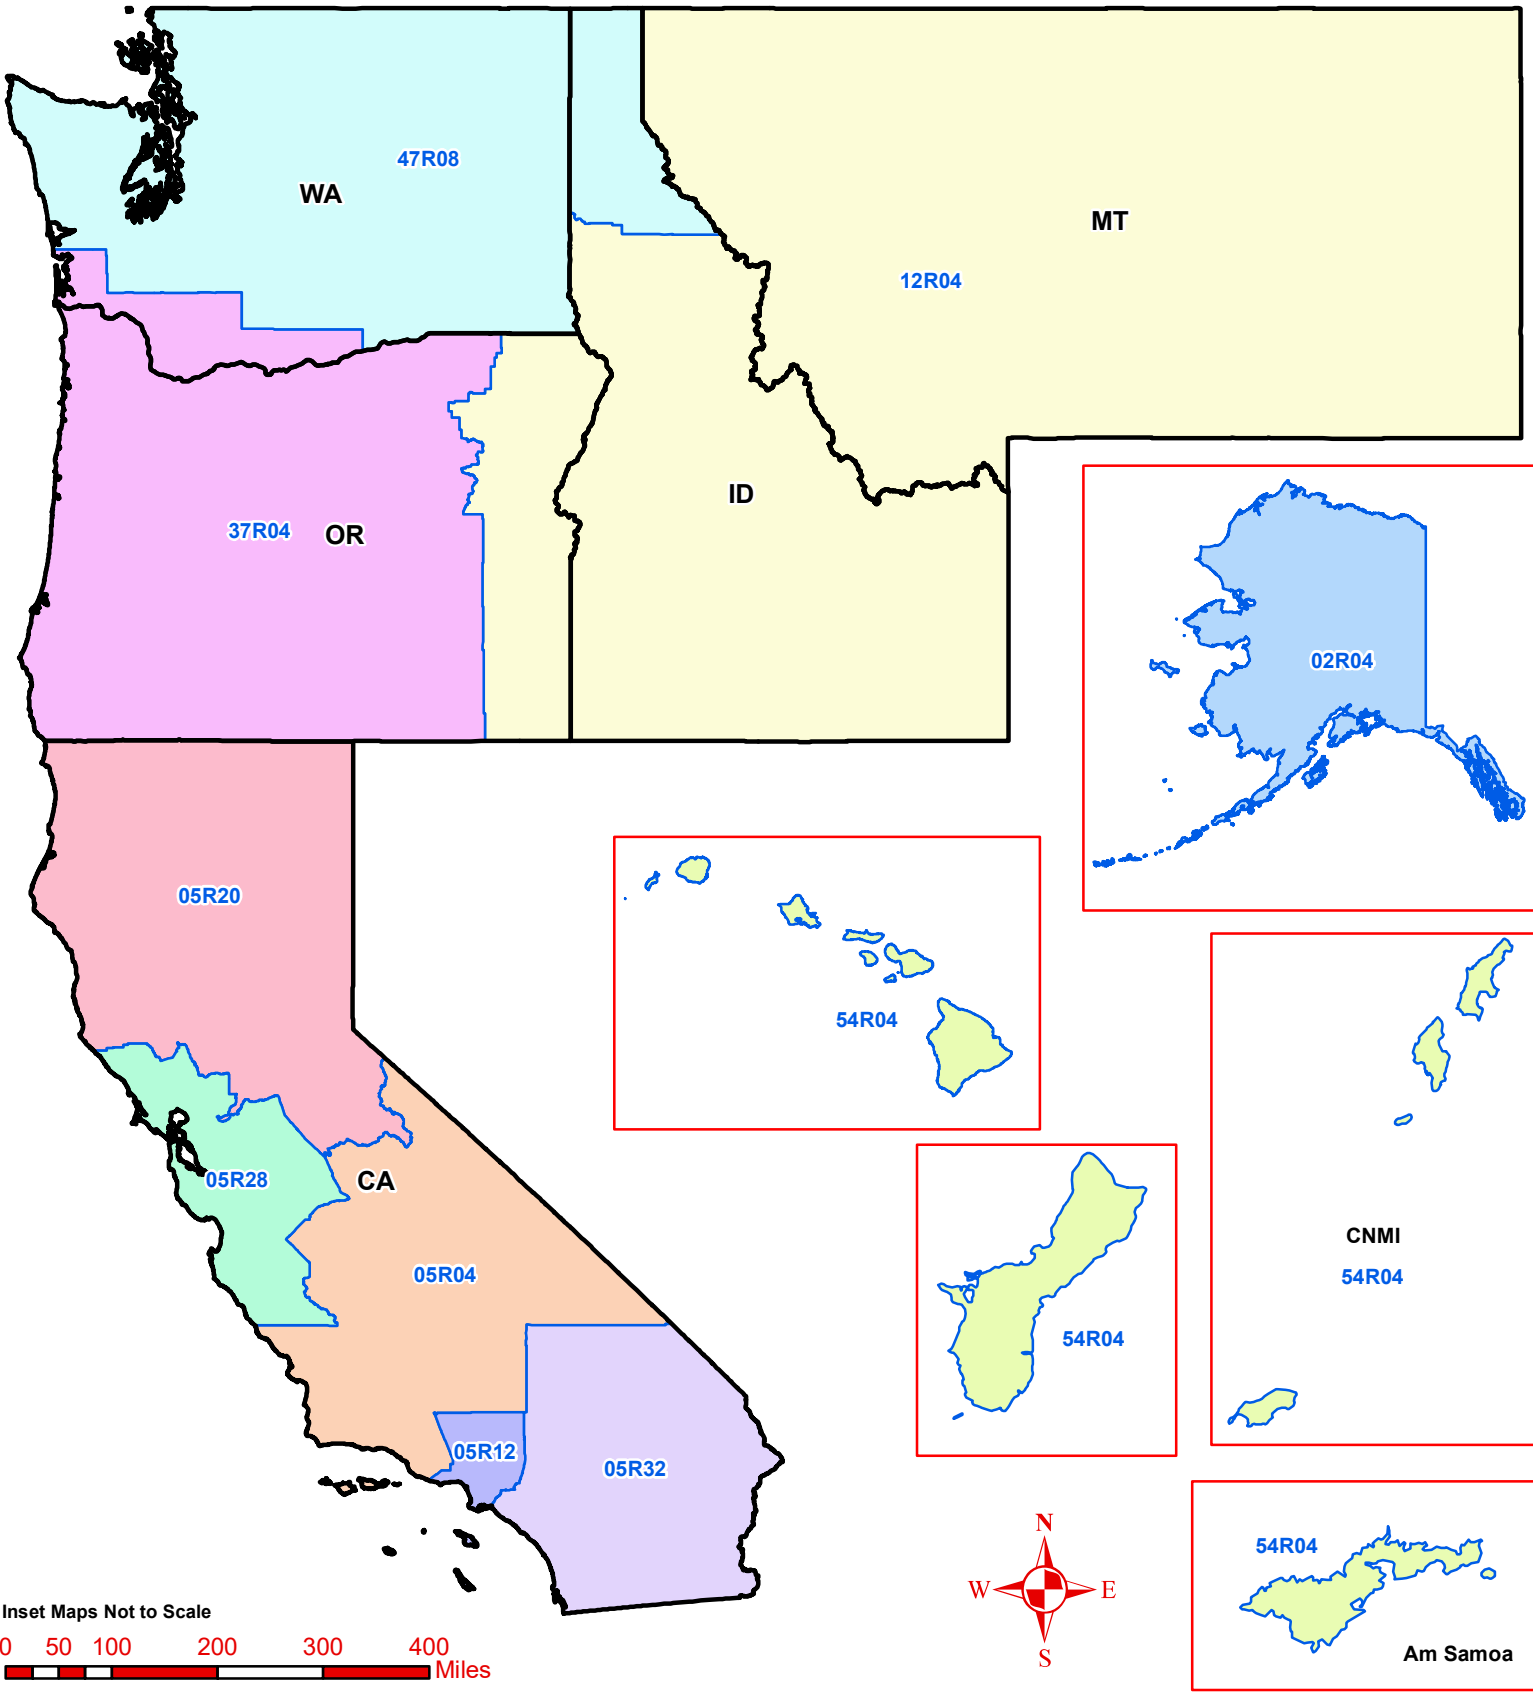 47R08
WA
MT
12R04
ID
37R04 OR
02R04
05R20
54R04
05R28
CA
CNMI
05R04
54R04
54R04
05R12
05R32
N
W E
S
54R04
Am Samoa
Inset Maps Not to Scale
0 50 100 200 300 400
Miles